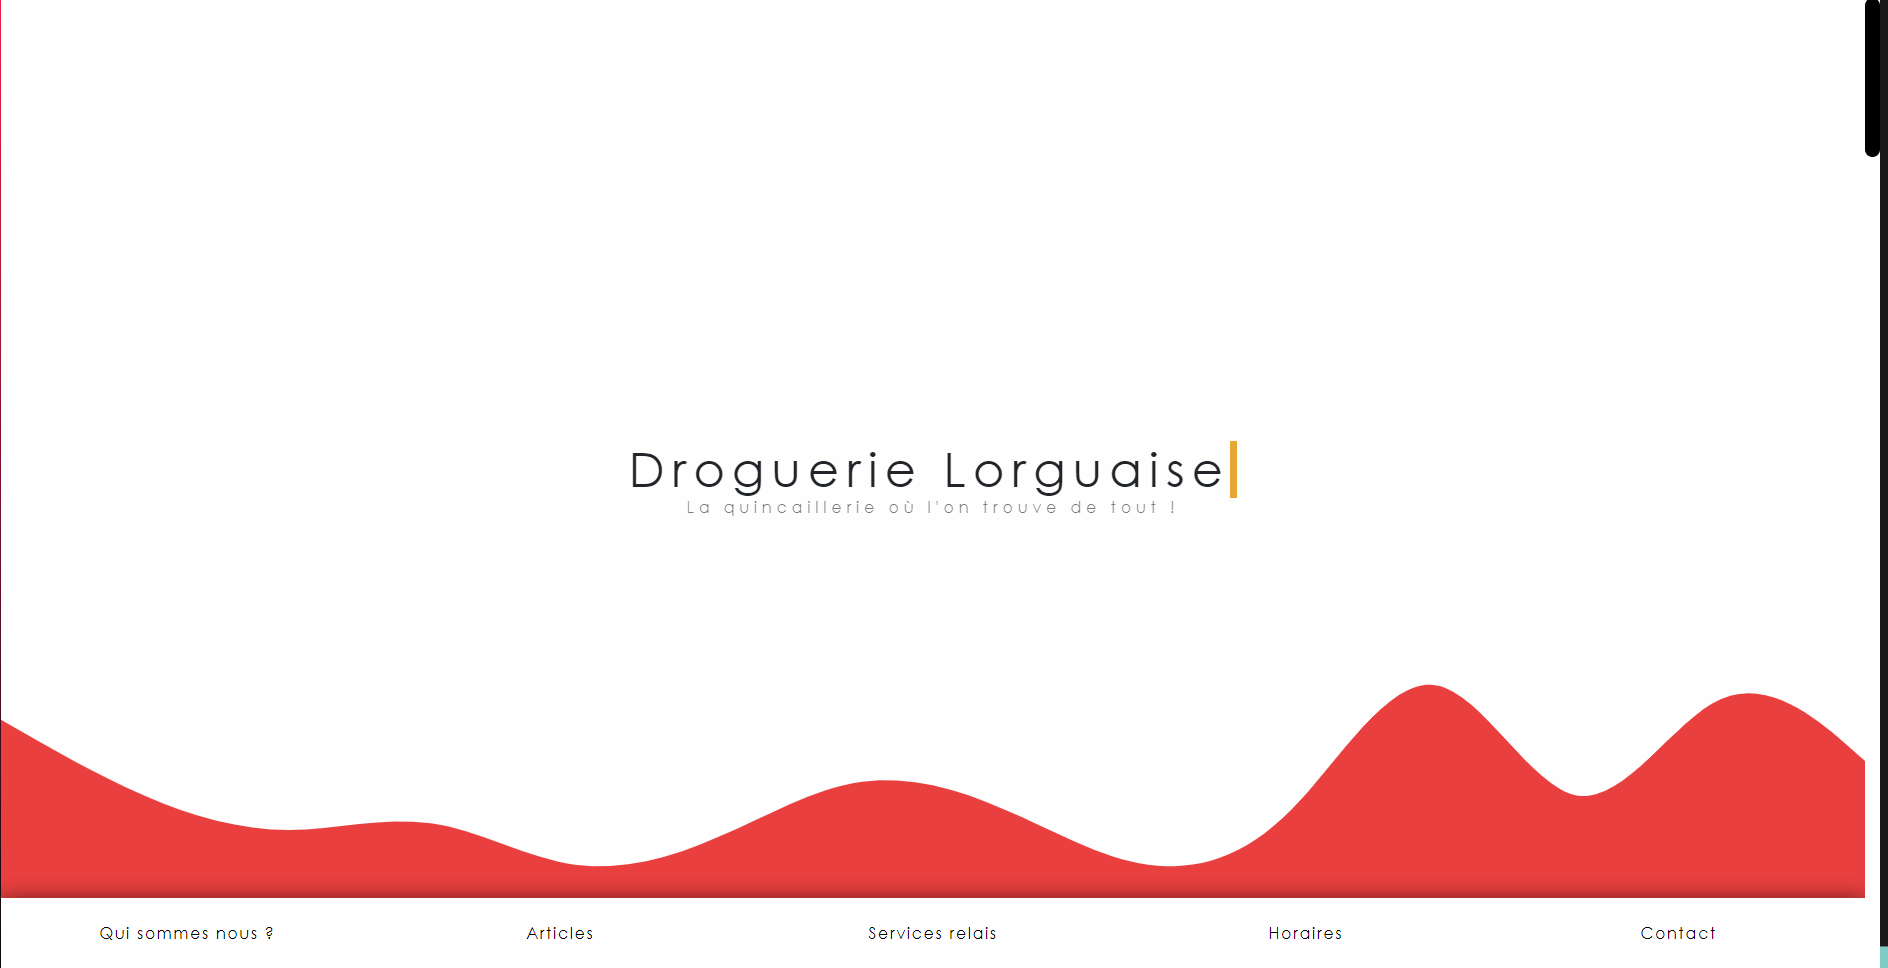 Droguerie Lorguaise
La quincaillerie où l'on trouve de tout !
Qui sommes nous ? Articles Services relais Horaires Contact